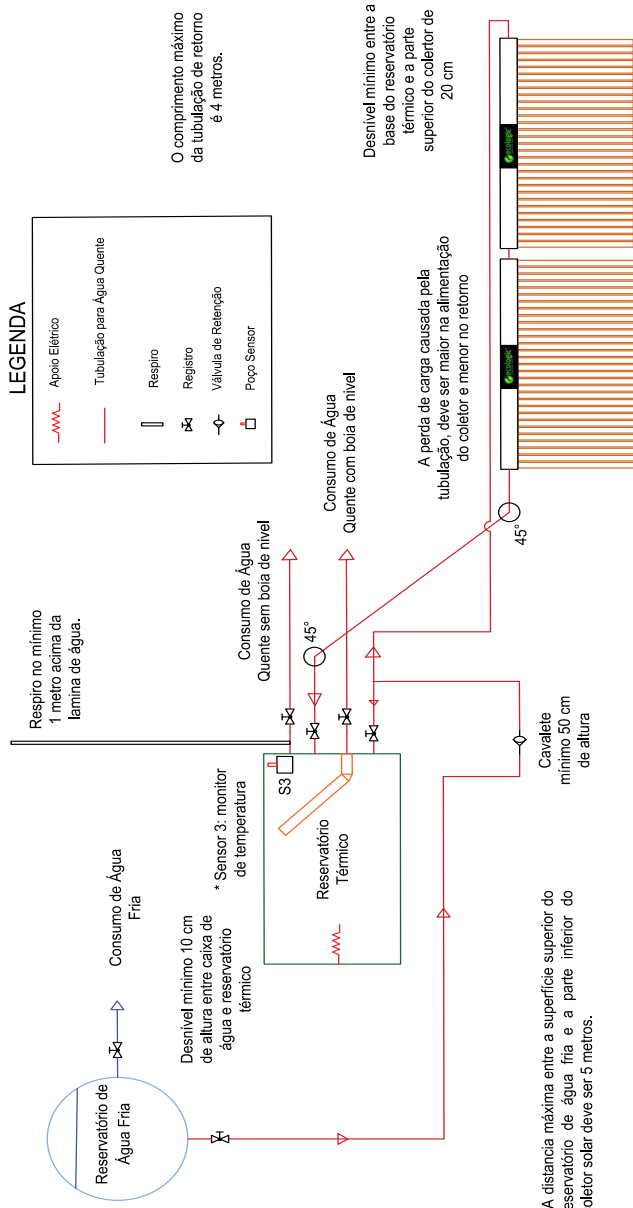 LEGENDA
Apoio Elétrico
Tubulação para Água Quente
Respiro
Registro
Válvula de Retenção
Poço Sensor
O comprimento máximo
da tubulação de retorno
é 4 metros.
Respiro no mínimo
1 metro acima da
lamina de água.
Consumo de Água
Fria
Reservatório de
Água Fria
Desnível mínimo 10 cm
de altura entre caixa de
água e reservatório
térmico
* Sensor 3: monitor
de temperatura
S3
Reservatório
Térmico
Consumo de Água
Quente sem boia de nivel
Consumo de Água
Quente com boia de nivel
45°
45°
A perda de carga causada pela
tubulação, deve ser maior na alimentação
do coletor e menor no retorno
Desnível mínimo entre a
base do reservatório
térmico e a parte
superior do colertor de
20 cm
ecologic
ecologic
Cavalete
mínimo 50 cm
de altura
A distancia máxima entre a superfície superior do
eservatório de água fria e a parte inferior do
oletor solar deve ser 5 metros.